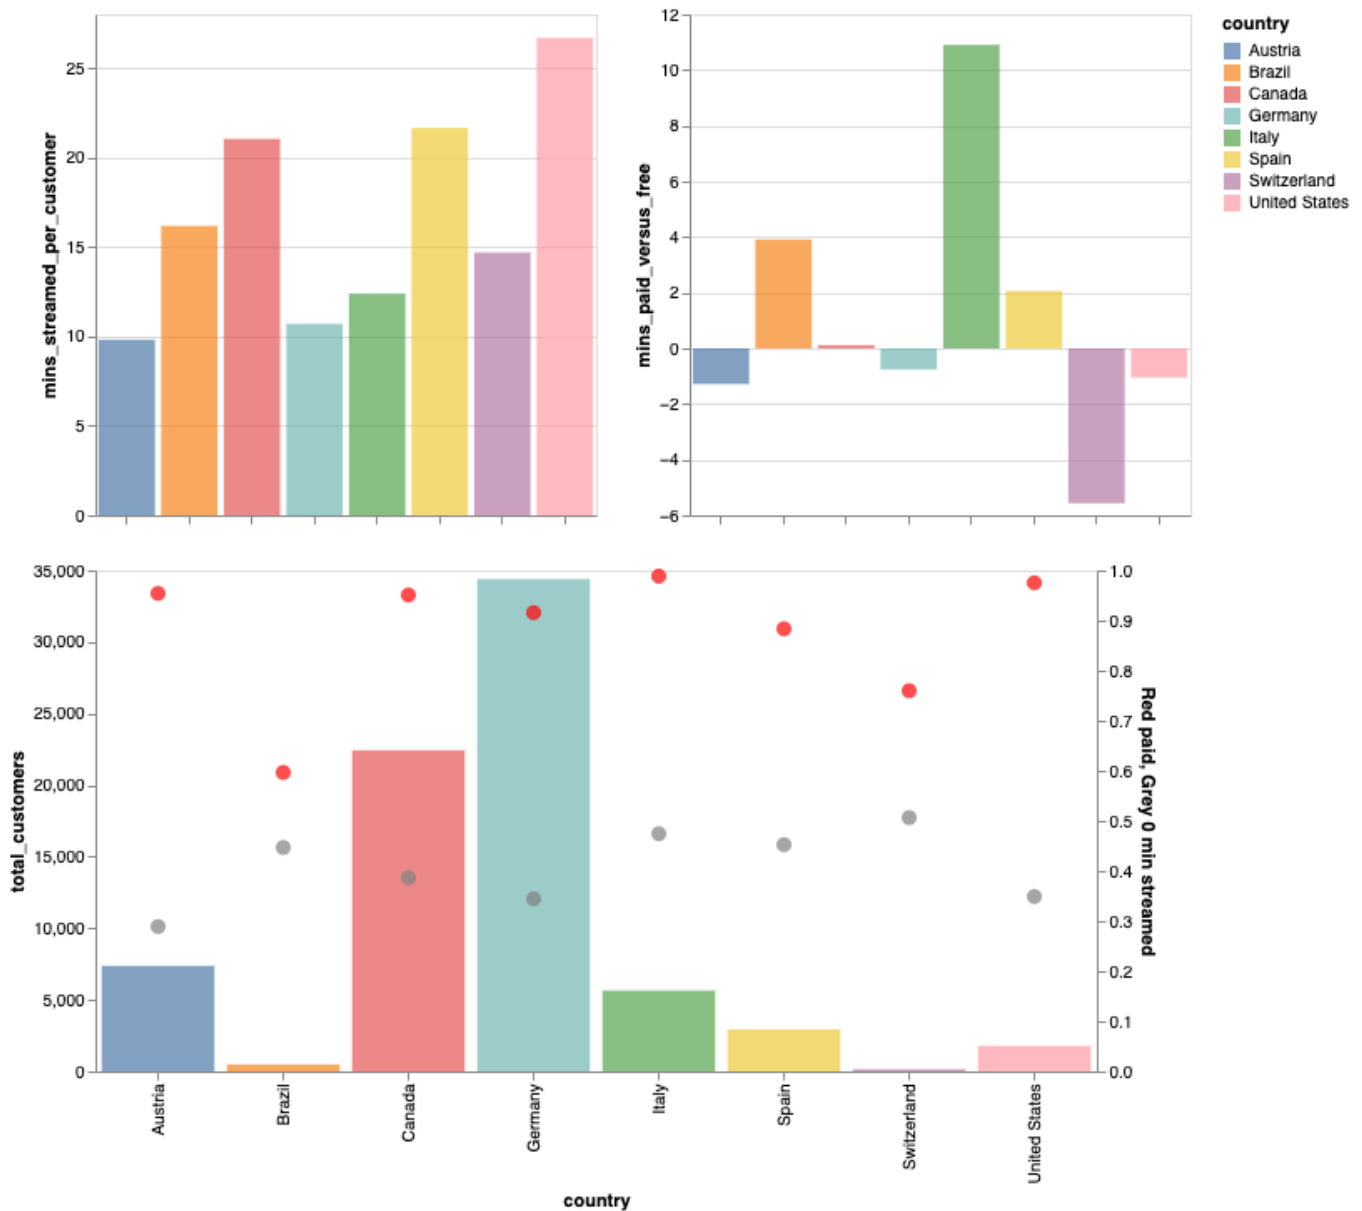 mins_streamed_per_customer
25
20
15
10
5
0
mins_paid_versus_free
12
10
8
6
4
2
0
−2
−4
−6
country
Austria
Brazil
Canada
Germany
Italy
Spain
Switzerland
United States
total_customers
35,000
30,000
25,000
20,000
15,000
10,000
5,000
0
1.0
0.9
0.8
0.7
0.6
0.5
0.4
0.3
0.2
0.1
0.0
Red paid, Grey 0 min streamed
Austria
Brazil
Canada
Germany
Italy
Spain
Switzerland
United States
country